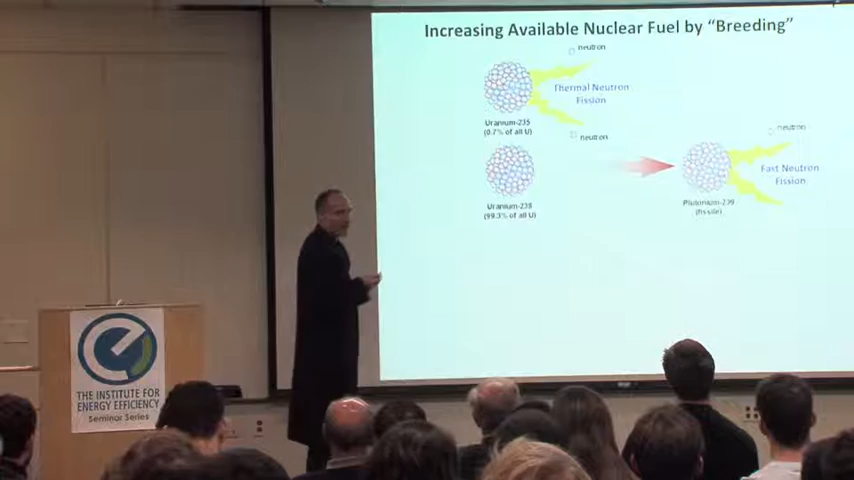 Increasing Available Nuclear Fuel by “Breeding”
neutron
Thermal Neutron
Fission
Uranium-235
(0.7% of all U)
neutron
neutron
Fast Neutron
Fission
Uranium-238
(99.3% of all U)
Plutonium-239
(fissile)
THE INSTITUTE FOR
ENERGY EFFICIENCY
Seminar Series